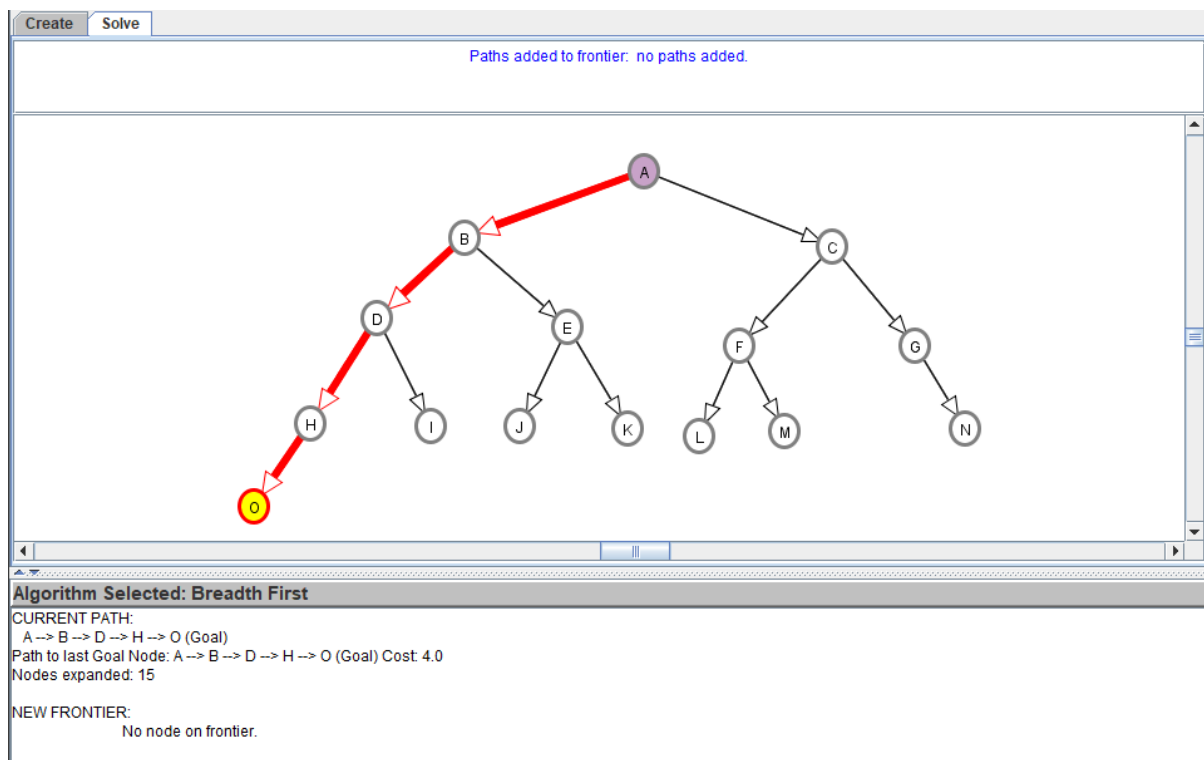 Create Solve
Paths added to frontier: no paths added.
A
B
C
D
E
F
G
H
I
J
K
L
M
N
O
Algorithm Selected: Breadth First
CURRENT PATH:
A --> B --> D --> H --> O (Goal)
Path to last Goal Node: A --> B --> D --> H --> O (Goal) Cost: 4.0
Nodes expanded: 15
NEW FRONTIER:
No node on frontier.